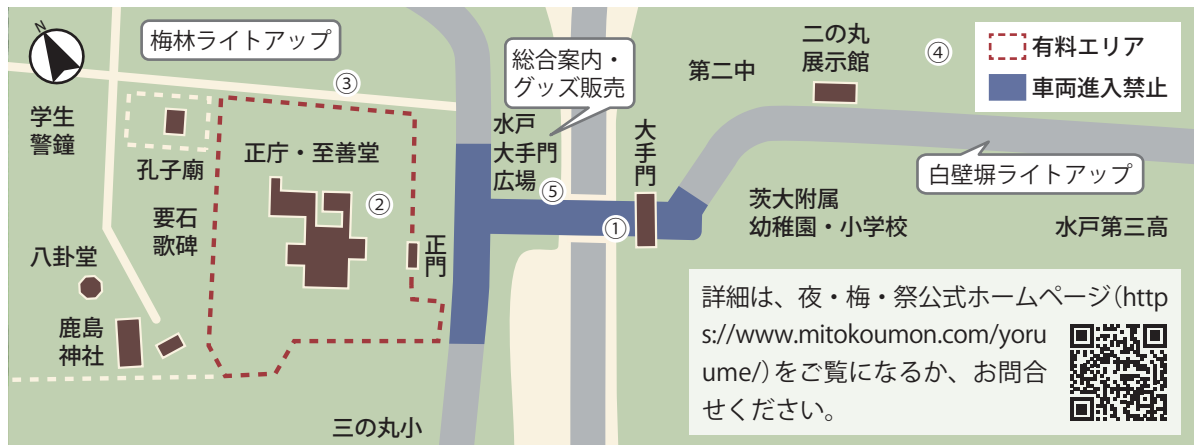 N
梅林ライトアップ
総合案内・
グッズ販売
二の丸
展示館
④
有料エリア
車両進入禁止
第二中
③
学生
警鐘
孔子廟
正庁・至善堂
水戸
大手門
広場
⑤
大手門
白壁塀ライトアップ
要石
歌碑
②
①
茨大附属
幼稚園・小学校
水戸第三高
八卦堂
正門
鹿島
神社
三の丸小
詳細は、夜・梅・祭公式ホームページ（http
s://www.mitokoumon.com/yoru
ume/）をご覧になるか、お問合
せください。